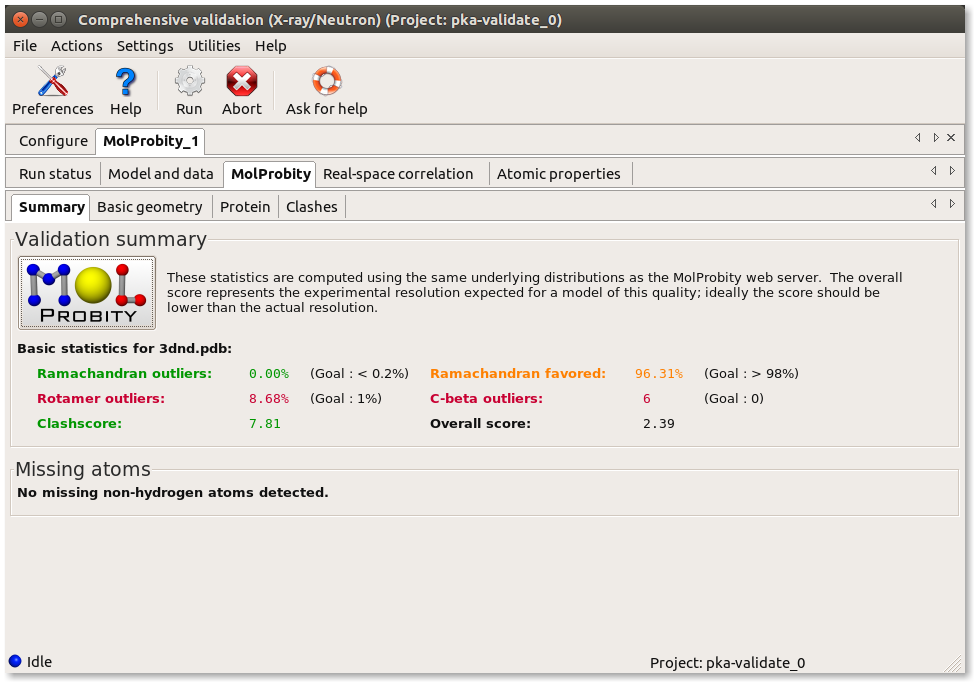 Comprehensive validation (X-ray/Neutron) (Project: pka-validate_0)
File Actions Settings Utilities Help
Preferences Help Run Abort Ask for help
Configure MolProbity_1
Run status Model and data MolProbity Real-space correlation Atomic properties
Summary Basic geometry Protein Clashes
Validation summary
MOL
PROBITY
These statistics are computed using the same underlying distributions as the MolProbity web server. The overall
score represents the experimental resolution expected for a model of this quality; ideally the score should be
lower than the actual resolution.
Basic statistics for 3dnd.pdb:
Ramachandran outliers: 0.00% (Goal : < 0.2%) Ramachandran favored: 96.31% (Goal : > 98%)
Rotamer outliers: 8.68% (Goal : 1%) C-beta outliers: 6 (Goal : 0)
Clashscore: 7.81 Overall score: 2.39
Missing atoms
No missing non-hydrogen atoms detected.
Idle Project: pka-validate_0